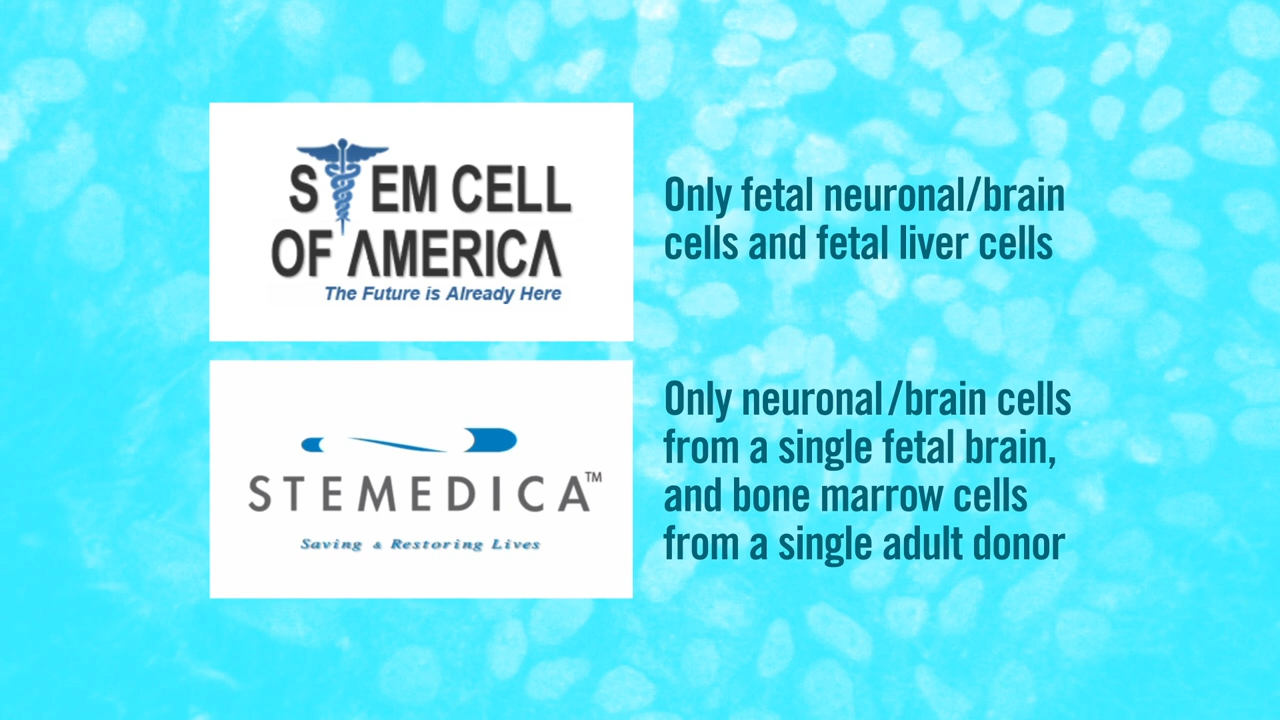 STEM CELL
OF AMERICA
The Future is Already Here
Only fetal neuronal/brain
cells and fetal liver cells
STEMEDICA™
Saving & Restoring Lives
Only neuronal/brain cells
from a single fetal brain,
and bone marrow cells
from a single adult donor